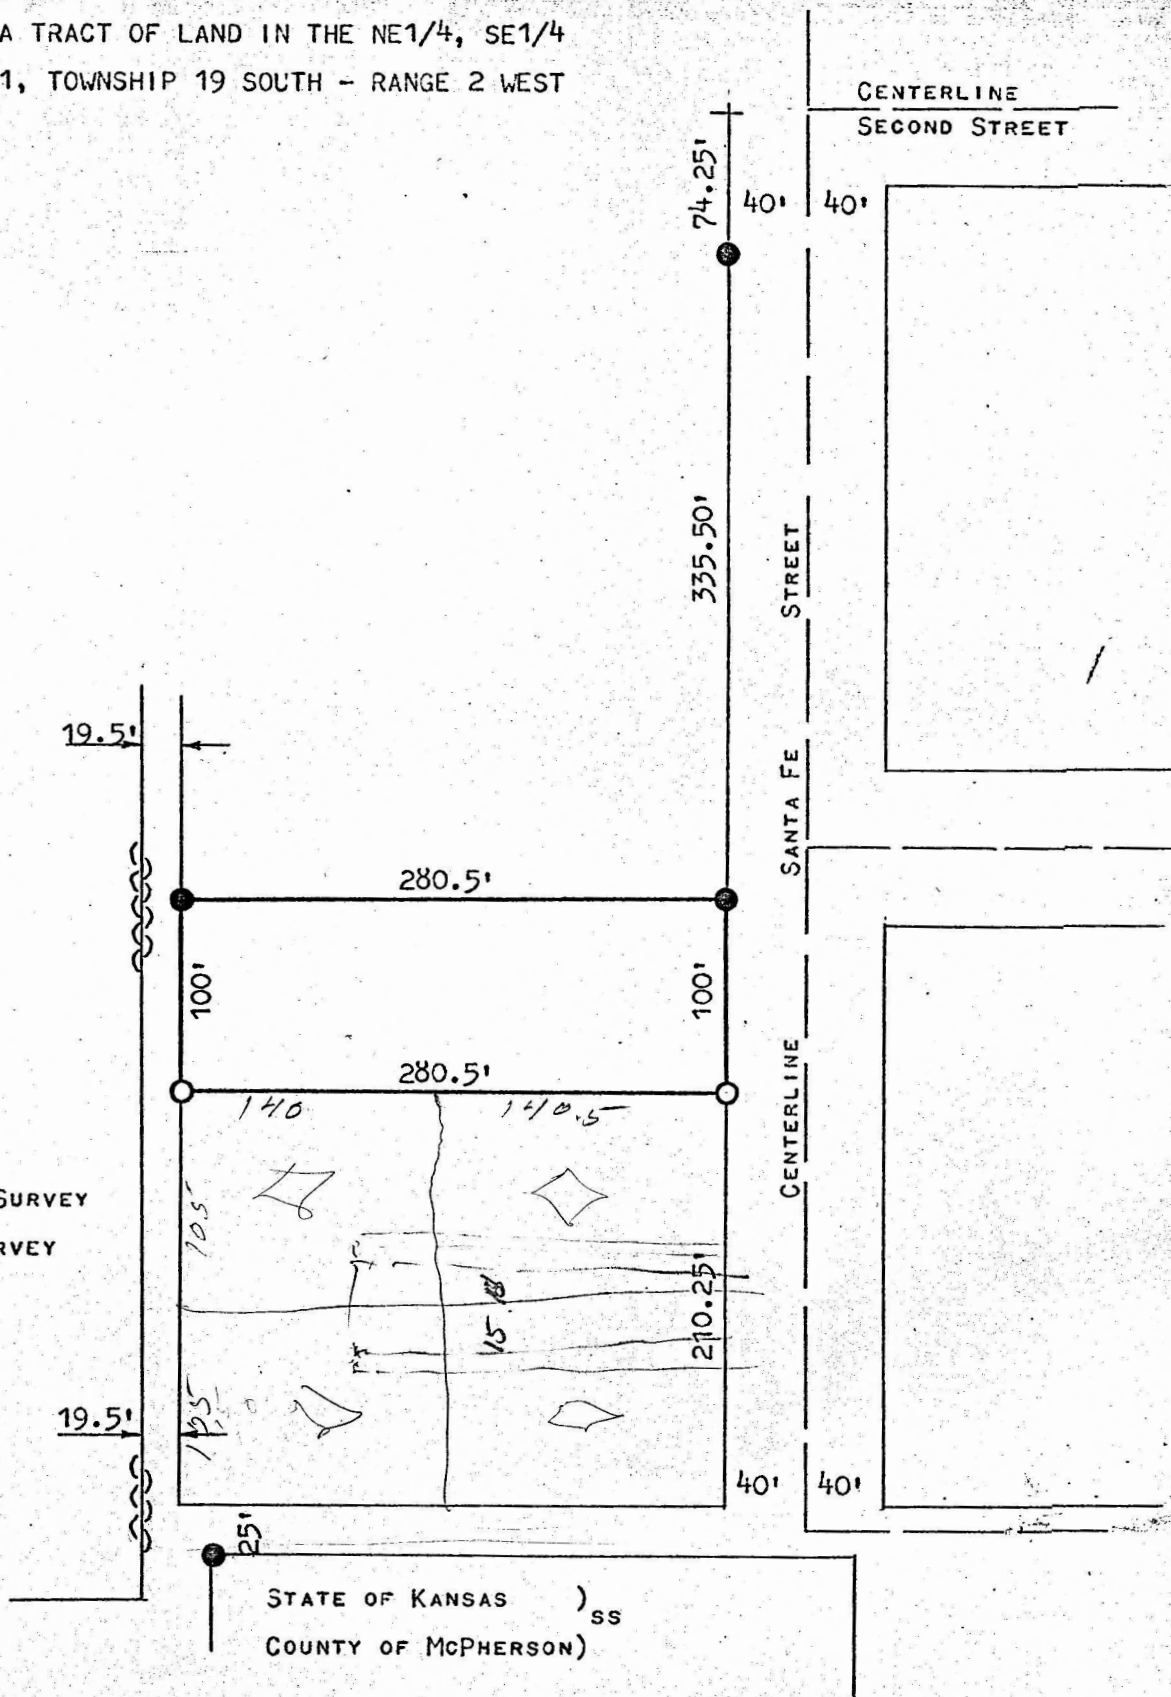 A TRACT OF LAND IN THE NE1/4, SE1/4
1, TOWNSHIP 19 SOUTH - RANGE 2 WEST
CENTERLINE
SECOND STREET
74.25'
40' 40'
335.50'
STREET
SANTA FE
CENTERLINE
19.5'
280.5'
100' 100'
280.5'
140 140.5
SURVEY
RVEY
105
210.25'
15
19.5'
40' 40'
25'
STATE OF KANSAS )
SS
COUNTY OF MCPHERSON)